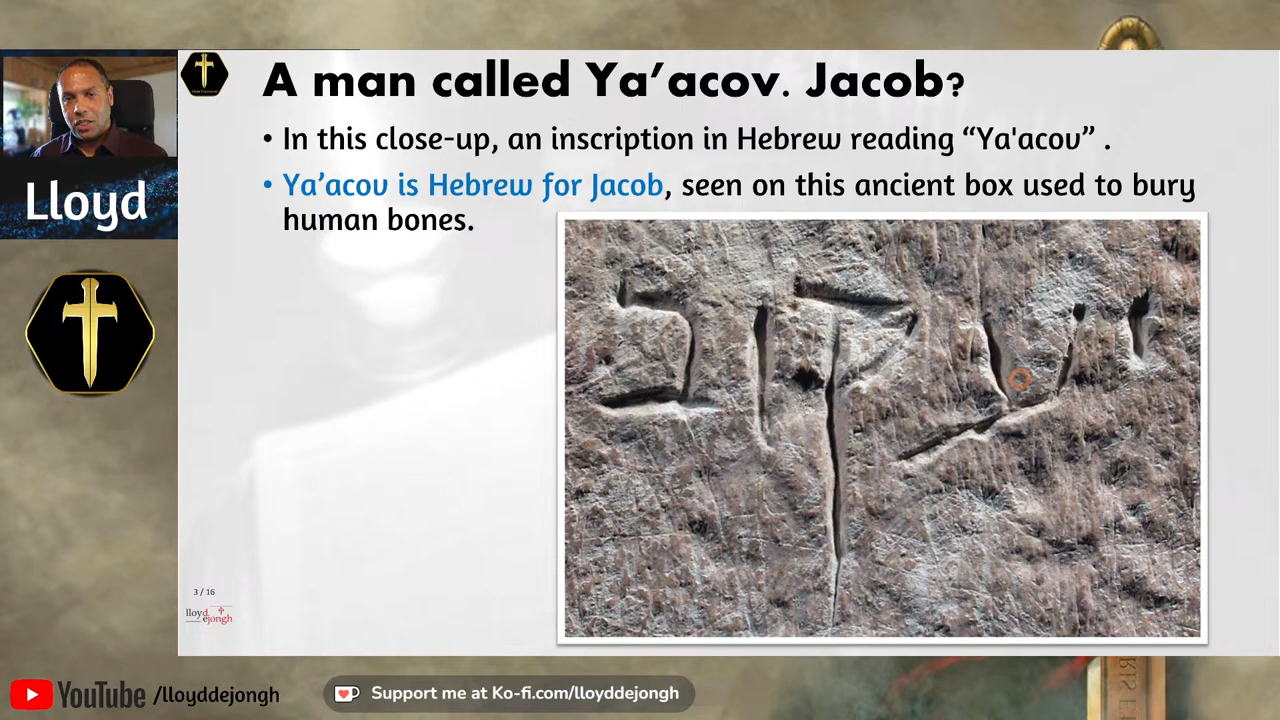 A man called Ya’acov. Jacob?
• In this close-up, an inscription in Hebrew reading “Ya'acov” .
• Ya’acov is Hebrew for Jacob, seen on this ancient box used to bury
human bones.
יעקוב
Lloyd
3 / 16
lloyd
dejongh
YouTube /lloyddejongh
Support me at Ko-fi.com/lloyddejongh